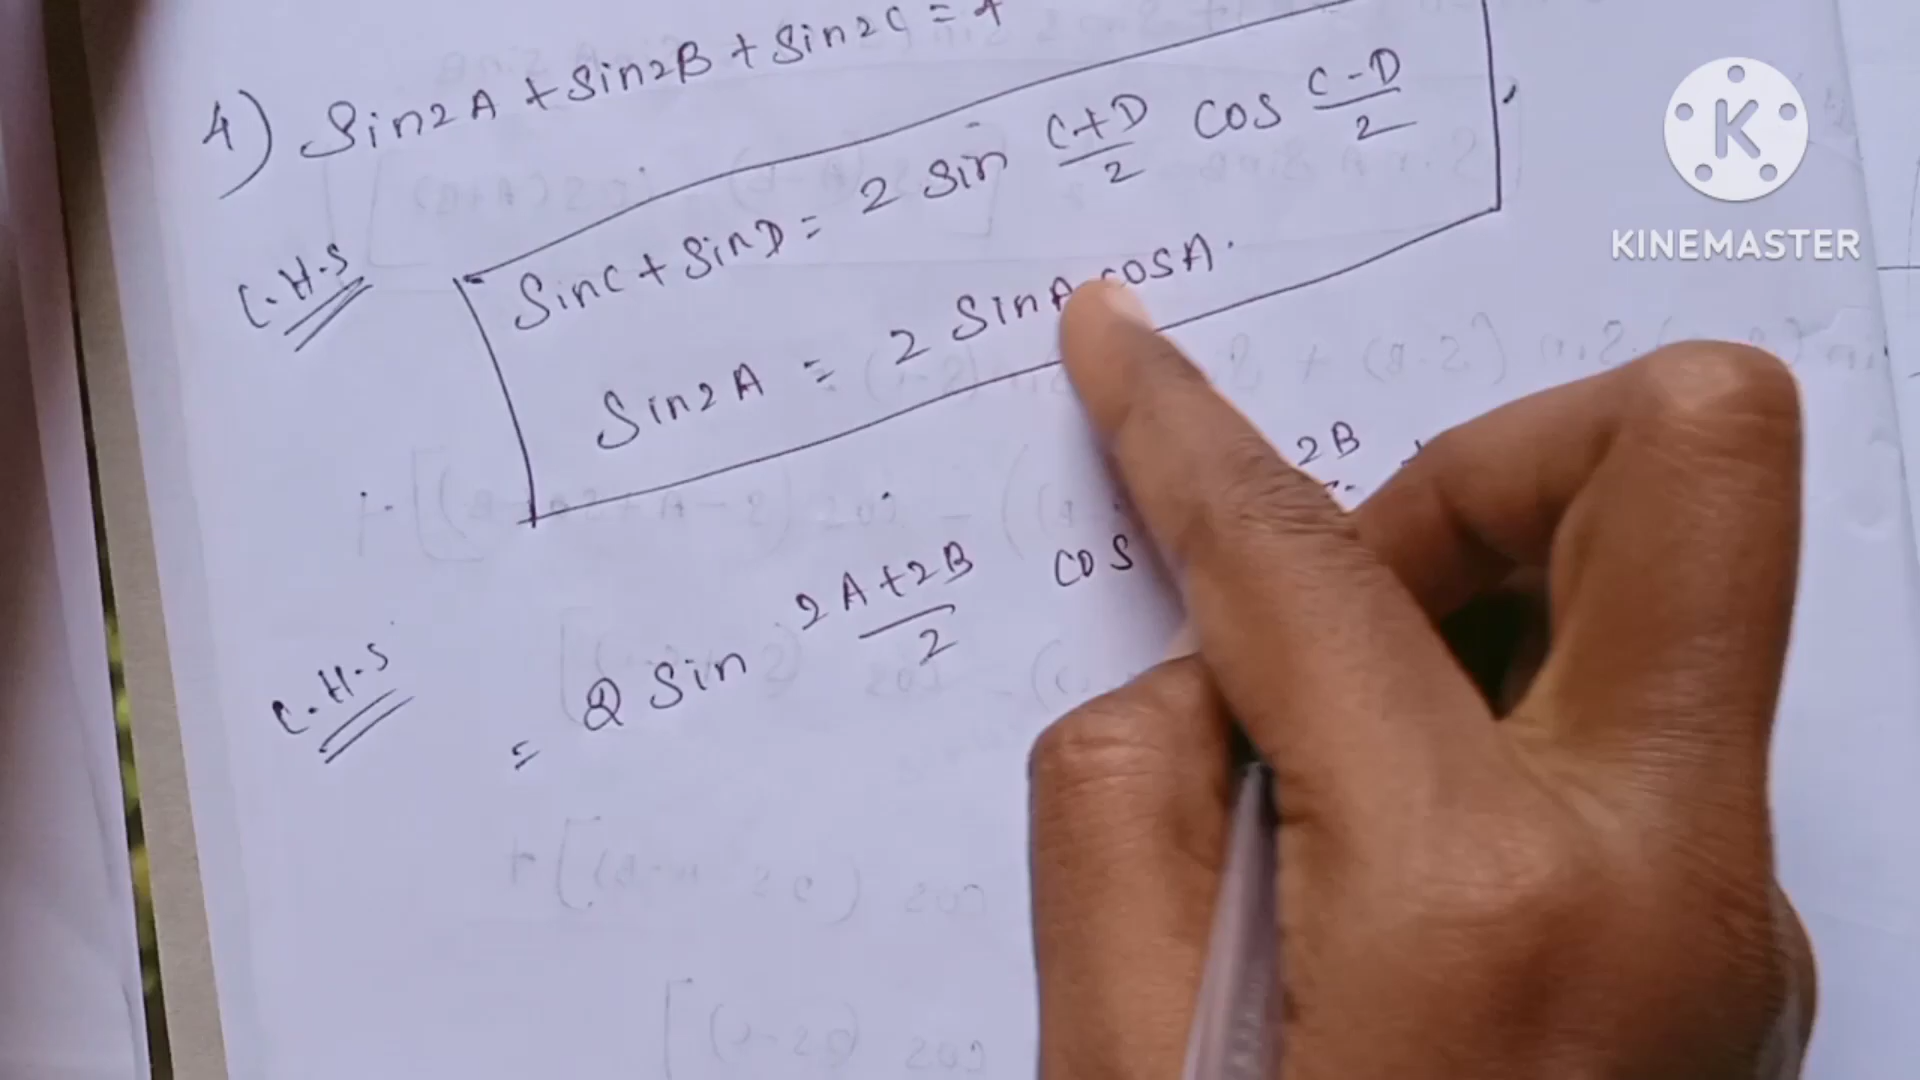 4) Sin2A + Sin2B + Sin2C = 4
L.H.S
SinC + SinD = 2 Sin C+D/2 cos C-D/2
Sin2A = 2 SinA cosA.
2B
L.H.S
= 2 Sin 2A+2B/2 cos
K
KINEMASTER